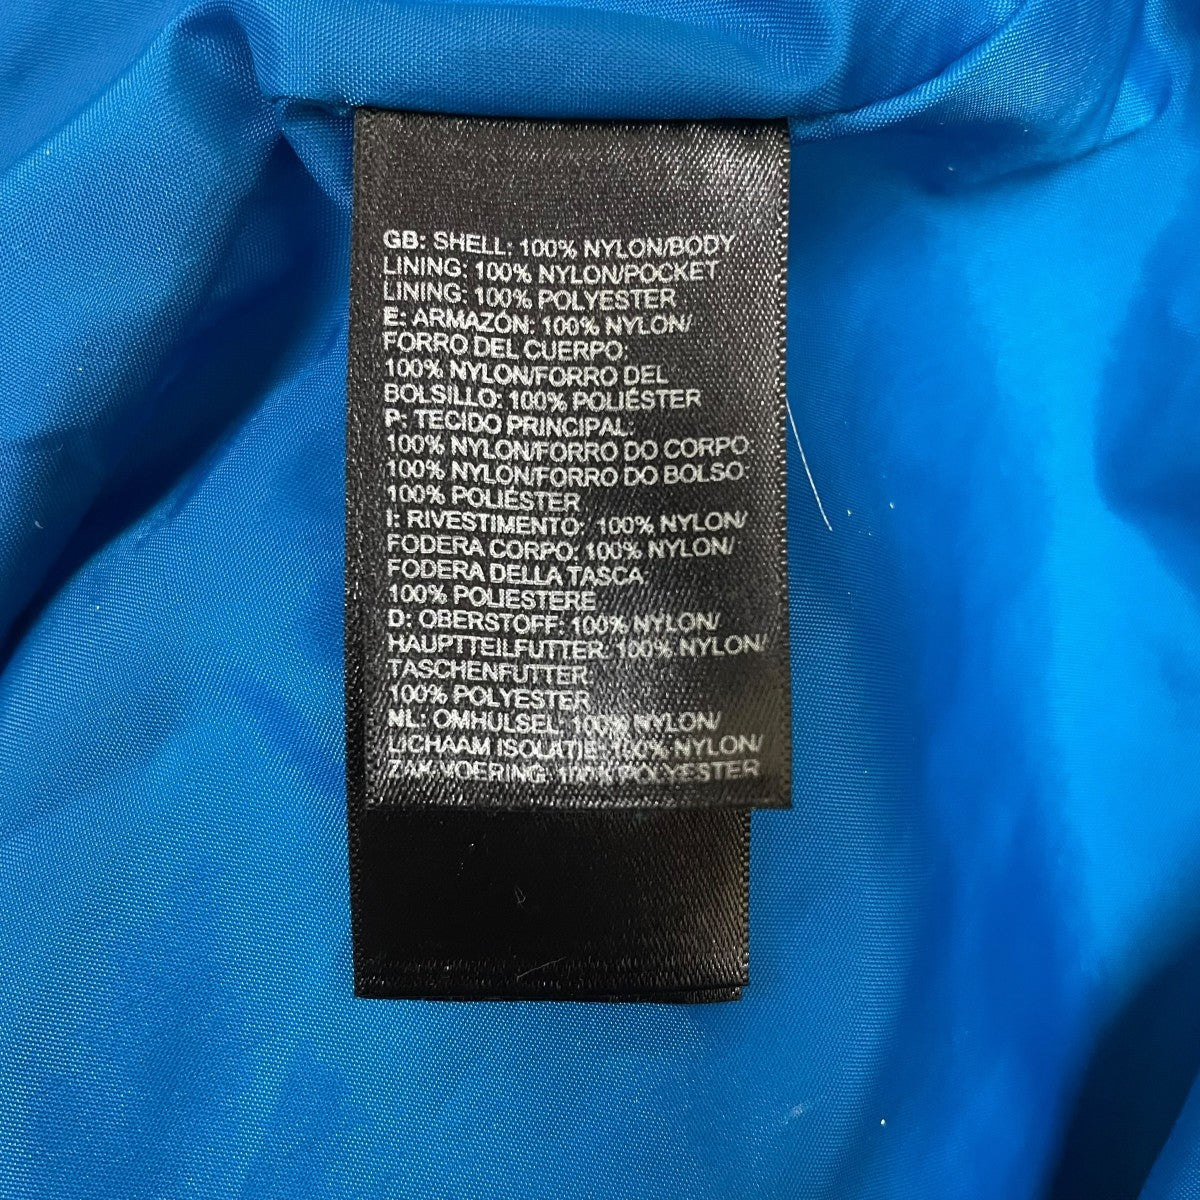 GB: SHELL: 100% NYLON/BODY
LINING: 100% NYLON/POCKET
LINING: 100% POLYESTER
E: ARMAZÓN: 100% NYLON/
FORRO DEL CUERPO:
100% NYLON/FORRO DEL
BOLSILLO: 100% POLIÉSTER
P: TECIDO PRINCIPAL:
100% NYLON/FORRO DO CORPO:
100% NYLON/FORRO DO BOLSO:
100% POLIÉSTER
I: RIVESTIMENTO: 100% NYLON/
FODERA CORPO: 100% NYLON/
FODERA DELLA TASCA:
100% POLIESTERE
D: OBERSTOFF: 100% NYLON/
HAUPTTEILFUTTER: 100% NYLON/
TASCHENFUTTER:
100% POLYESTER
NL: OMHULSEL: 100% NYLON/
LICHAAM ISOLATIE: 100% NYLON/
ZAK-VOERING: 100% POLYESTER